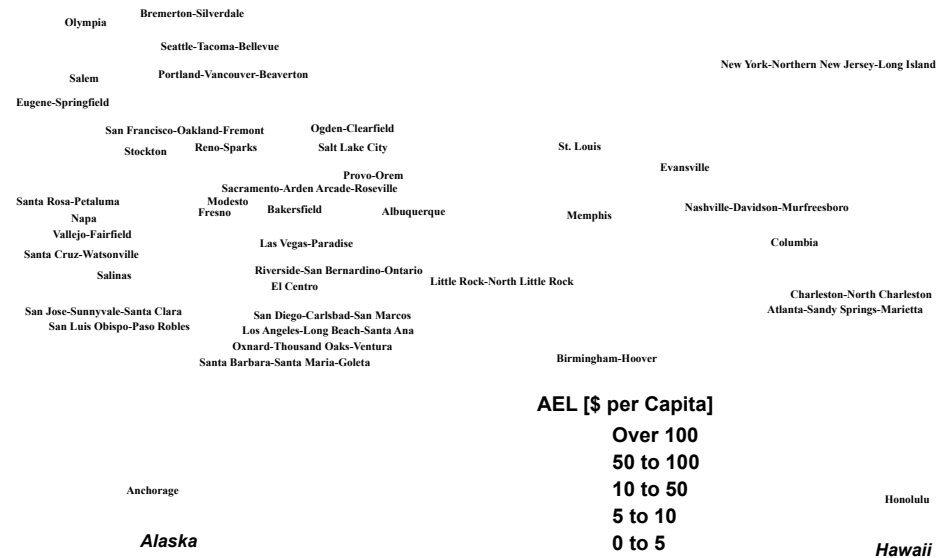 Bremerton-Silverdale
Olympia
Seattle-Tacoma-Bellevue
New York-Northern New Jersey-Long Island
Salem
Portland-Vancouver-Beaverton
Eugene-Springfield
San Francisco-Oakland-Fremont
Ogden-Clearfield
Stockton
Reno-Sparks
Salt Lake City
St. Louis
Evansville
Provo-Orem
Sacramento-Arden Arcade-Roseville
Santa Rosa-Petaluma
Modesto
Fresno
Bakersfield
Albuquerque
Memphis
Nashville-Davidson-Murfreesboro
Napa
Vallejo-Fairfield
Las Vegas-Paradise
Columbia
Santa Cruz-Watsonville
Salinas
Riverside-San Bernardino-Ontario
El Centro
Little Rock-North Little Rock
Charleston-North Charleston
Atlanta-Sandy Springs-Marietta
San Jose-Sunnyvale-Santa Clara
San Luis Obispo-Paso Robles
San Diego-Carlsbad-San Marcos
Los Angeles-Long Beach-Santa Ana
Oxnard-Thousand Oaks-Ventura
Santa Barbara-Santa Maria-Goleta
Birmingham-Hoover
AEL [$ per Capita]
Over 100
50 to 100
10 to 50
5 to 10
0 to 5
Anchorage
Alaska
Honolulu
Hawaii